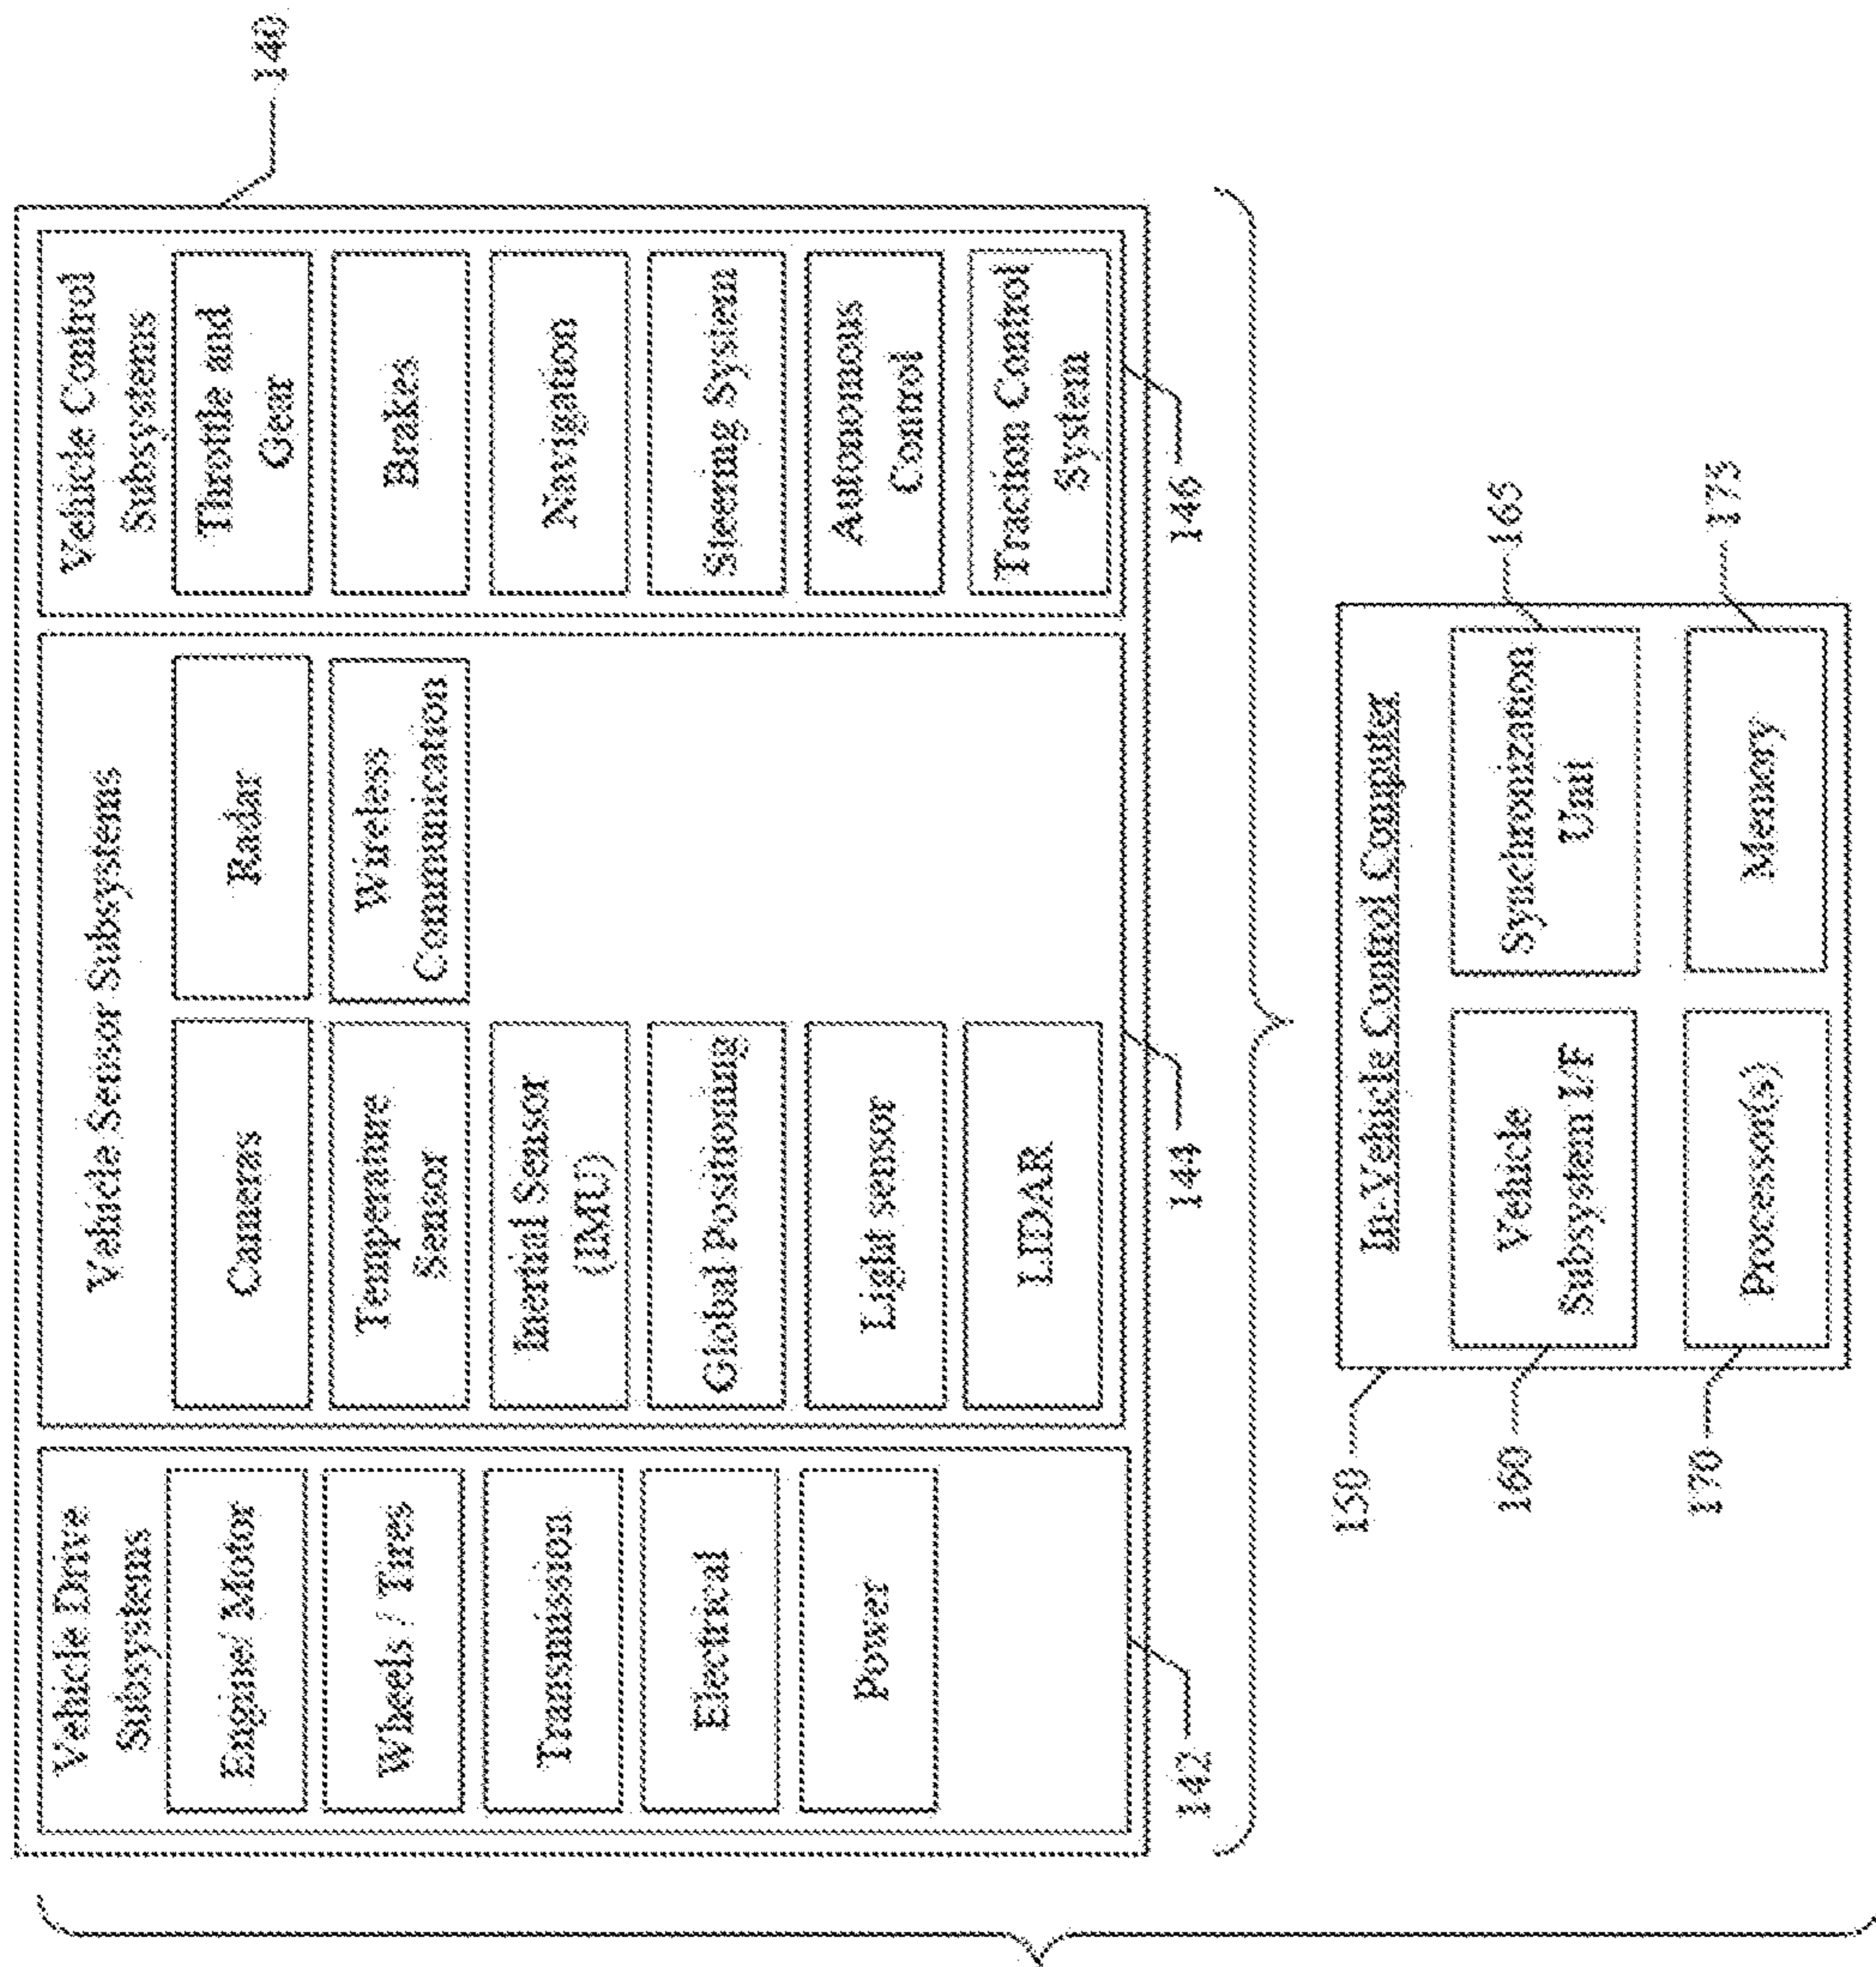 140
Vehicle Drive
Subsystems
Engine/ Motor
Wheels / Tires
Transmission
Electrical
Power
142
Vehicle Sensor Subsystems
Cameras
Radar
Temperature
Sensor
Wireless
Communication
Inertial Sensor
(IMU)
Global Positioning
Light sensor
LIDAR
144
Vehicle Control
Subsystems
Throttle and
Gear
Brakes
Navigation
Steering System
Autonomous
Control
Traction Control
System
146
150
In-Vehicle Control Computer
160
Vehicle
Subsystem I/F
Synchronization
Unit
165
170
Processor(s)
Memory
175